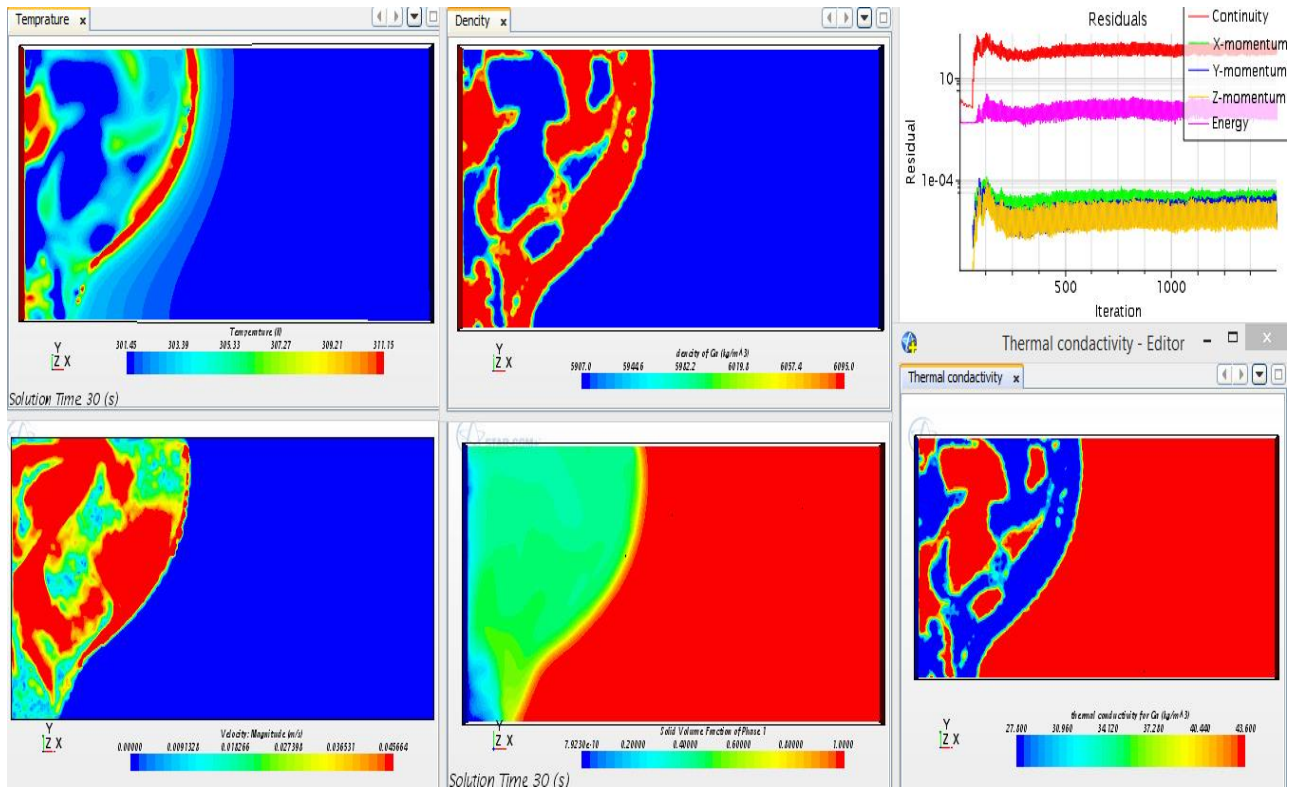 Temprature x
Dencity x
Residuals
Continuity
X-momentum
Y-momentum
Z-momentum
Energy
10
1e-04
Residual
500
1000
Iteration
Temperature (K)
301.45 303.39 305.33 307.27 309.21 311.15
Y
Z X
Solution Time 30 (s)
density of Ga (kg/m^3)
5907.0 5944.6 5982.2 6019.8 6057.4 6095.0
Y
Z X
Thermal condactivity - Editor
Thermal condactivity x
Velocity: Magnitude (m/s)
0.00000 0.0091328 0.018266 0.027398 0.036531 0.045664
Y
Z X
Solid Volume Fraction of Phase 1
7.9230e-10 0.20000 0.40000 0.60000 0.80000 1.0000
Y
Z X
Solution Time 30 (s)
thermal conductivity for Ga (kg/m^3)
27.800 30.960 34.120 37.280 40.440 43.600
Y
Z X